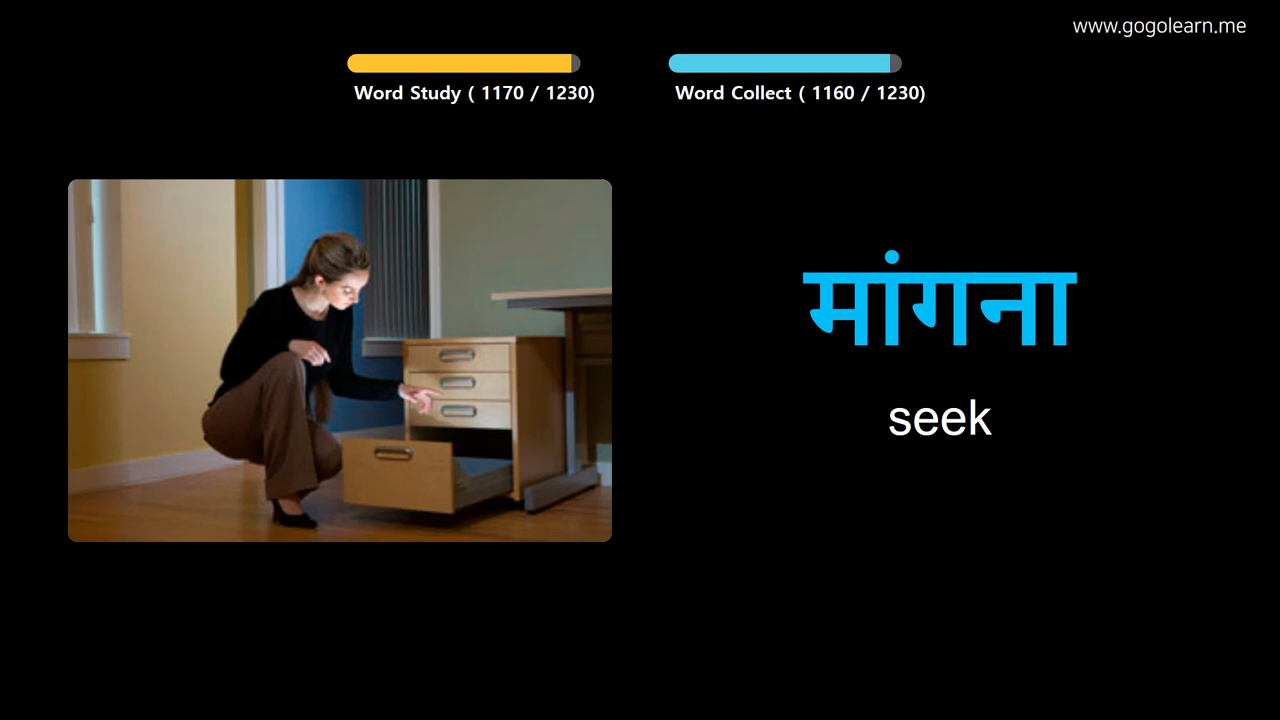 www.gogolearn.me
Word Study ( 1170 / 1230)
Word Collect ( 1160 / 1230)
मांगना
seek